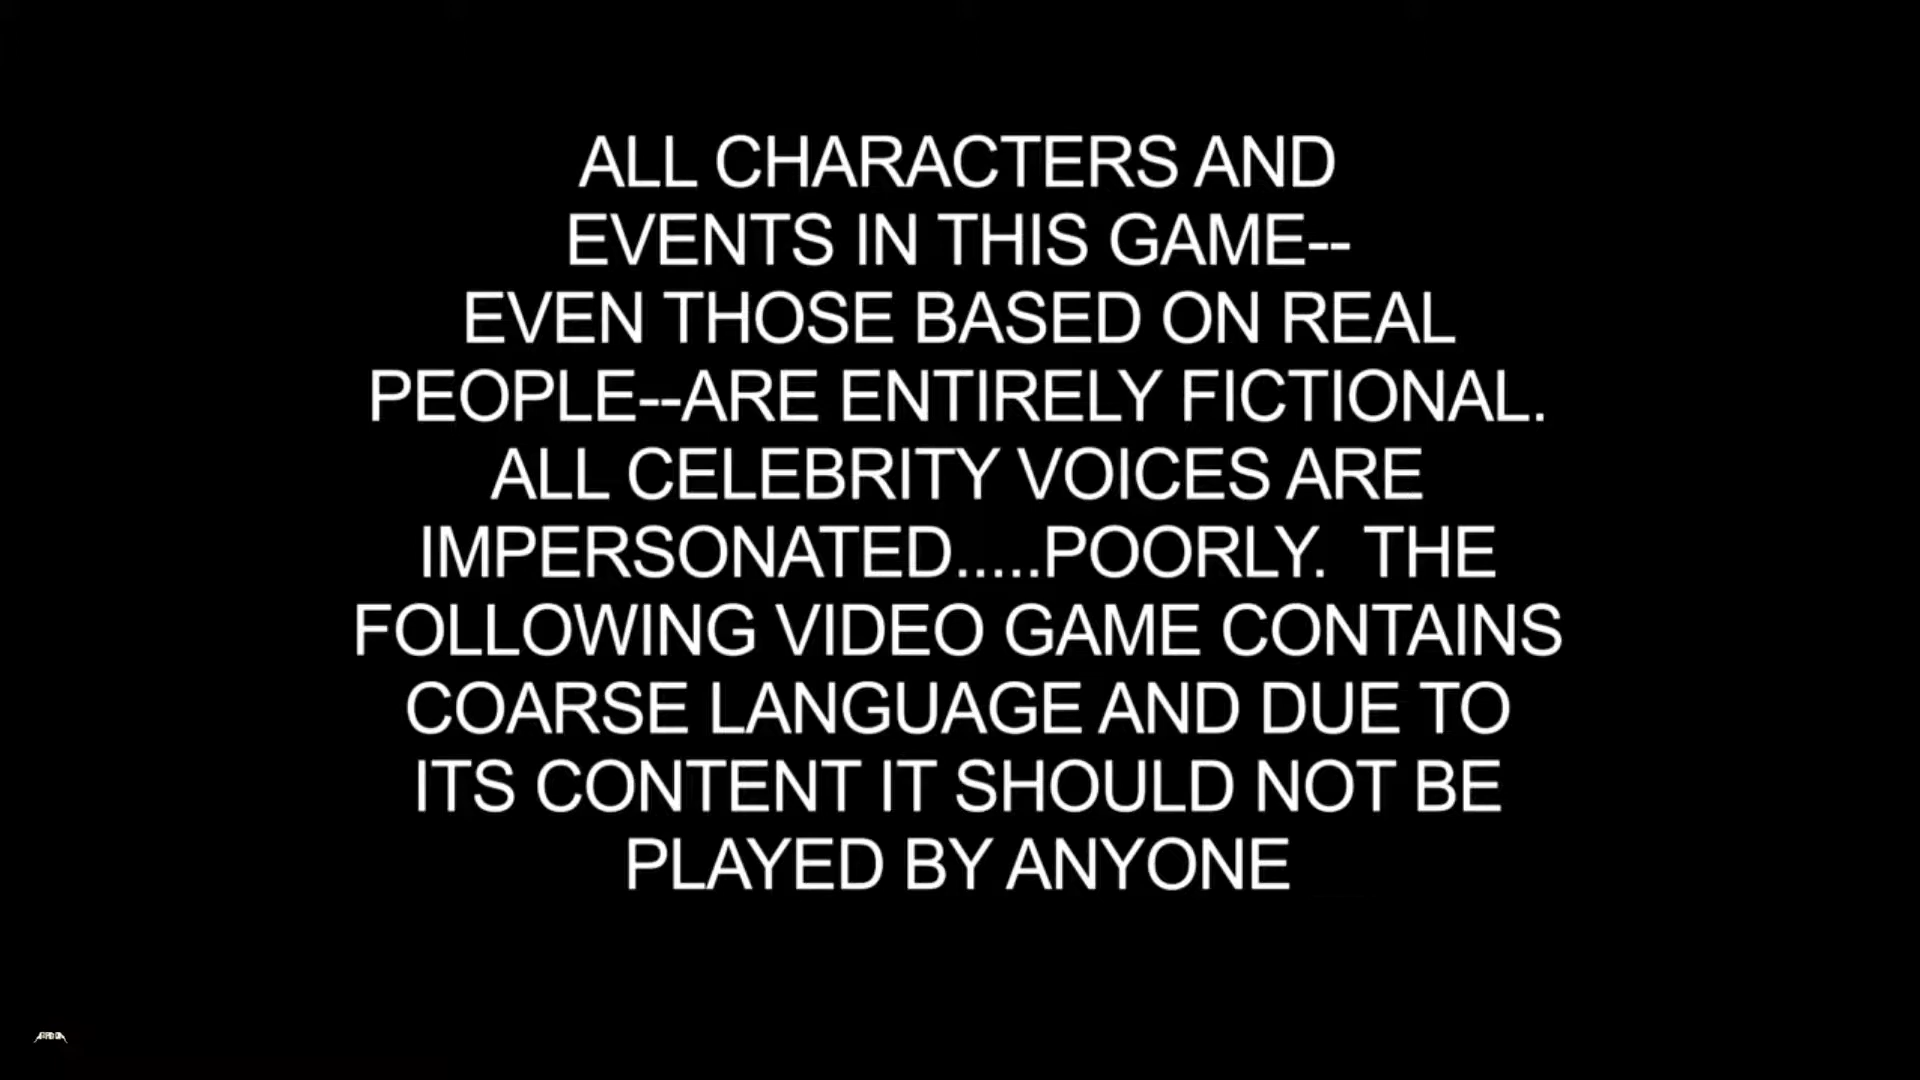 ALL CHARACTERS AND
EVENTS IN THIS GAME--
EVEN THOSE BASED ON REAL
PEOPLE--ARE ENTIRELY FICTIONAL.
ALL CELEBRITY VOICES ARE
IMPERSONATED.....POORLY.  THE
FOLLOWING VIDEO GAME CONTAINS
COARSE LANGUAGE AND DUE TO
ITS CONTENT IT SHOULD NOT BE
PLAYED BY ANYONE